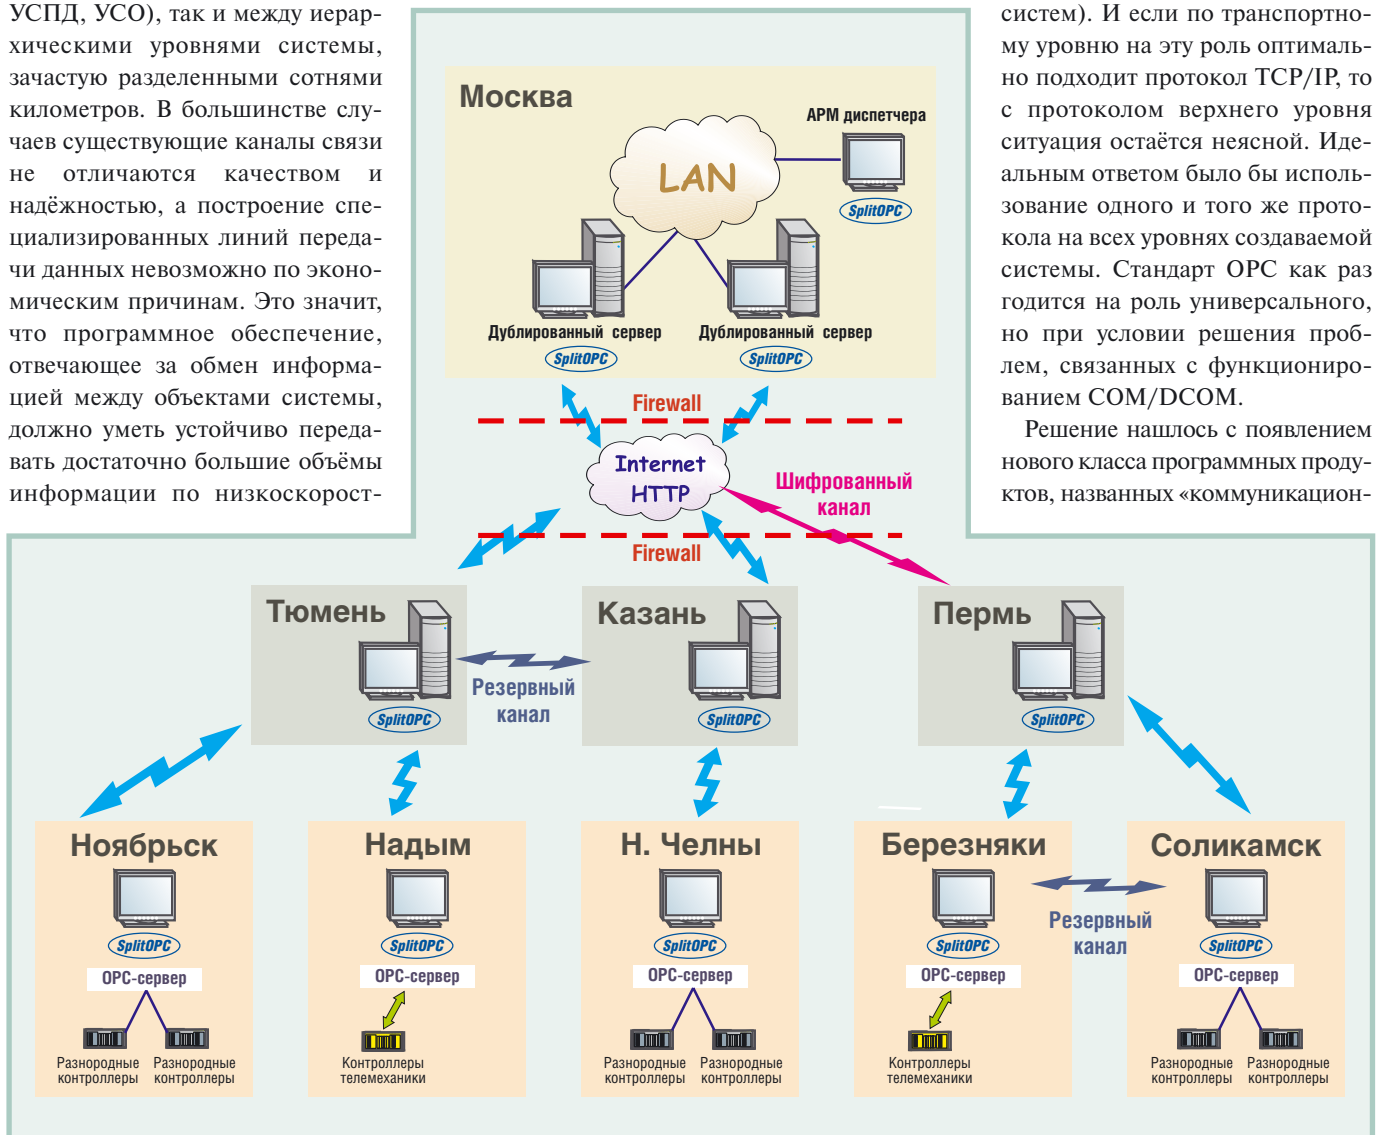 УСПД, УСО), так и между иерар-
хическими уровнями системы,
зачастую разделенными сотнями
километров. В большинстве слу-
чаев существующие каналы связи
не отличаются качеством и
надёжностью, а построение спе-
циализированных линий переда-
чи данных невозможно по эконо-
мическим причинам. Это значит,
что программное обеспечение,
отвечающее за обмен информа-
цией между объектами системы,
должно уметь устойчиво переда-
вать достаточно большие объёмы
информации по низкоскорост-
систем). И если по транспортно-
му уровню на эту роль оптималь-
но подходит протокол TCP/IP, то
с протоколом верхнего уровня
ситуация остаётся неясной. Иде-
альным ответом было бы исполь-
зование одного и того же прото-
кола на всех уровнях создаваемой
системы. Стандарт OPC как раз
годится на роль универсального,
но при условии решения проб-
лем, связанных с функциониро-
ванием COM/DCOM.
Решение нашлось с появлением
нового класса программных проду-
ктов, названных «коммуникацион-
Москва
АРМ диспетчера
LAN
SplitOPC
Дублированный сервер
Дублированный сервер
SplitOPC
SplitOPC
Firewall
Internet
HTTP
Шифрованный
канал
Firewall
Тюмень
Казань
Пермь
Резервный
канал
SplitOPC
SplitOPC
SplitOPC
Ноябрьск
Надым
Н. Челны
Березняки
Соликамск
Резервный
канал
SplitOPC
SplitOPC
SplitOPC
SplitOPC
SplitOPC
OPC-сервер
OPC-сервер
OPC-сервер
OPC-сервер
OPC-сервер
Разнородные
контроллеры
Разнородные
контроллеры
Контроллеры
телемеханики
Разнородные
контроллеры
Разнородные
контроллеры
Контроллеры
телемеханики
Разнородные
контроллеры
Разнородные
контроллеры